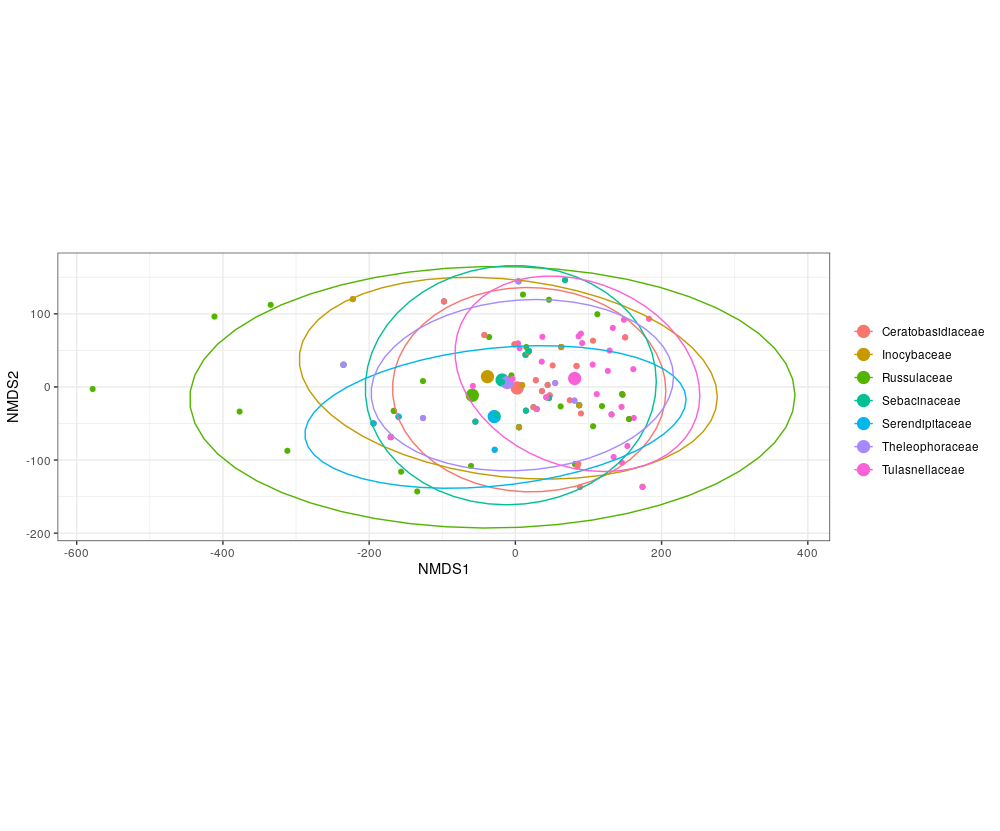 NMDS2
100
0
-100
-200
-600
-400
-200
0
200
400
NMDS1
Ceratobasidiaceae
Inocybaceae
Russulaceae
Sebacinaceae
Serendipitaceae
Theleophoraceae
Tulasnellaceae